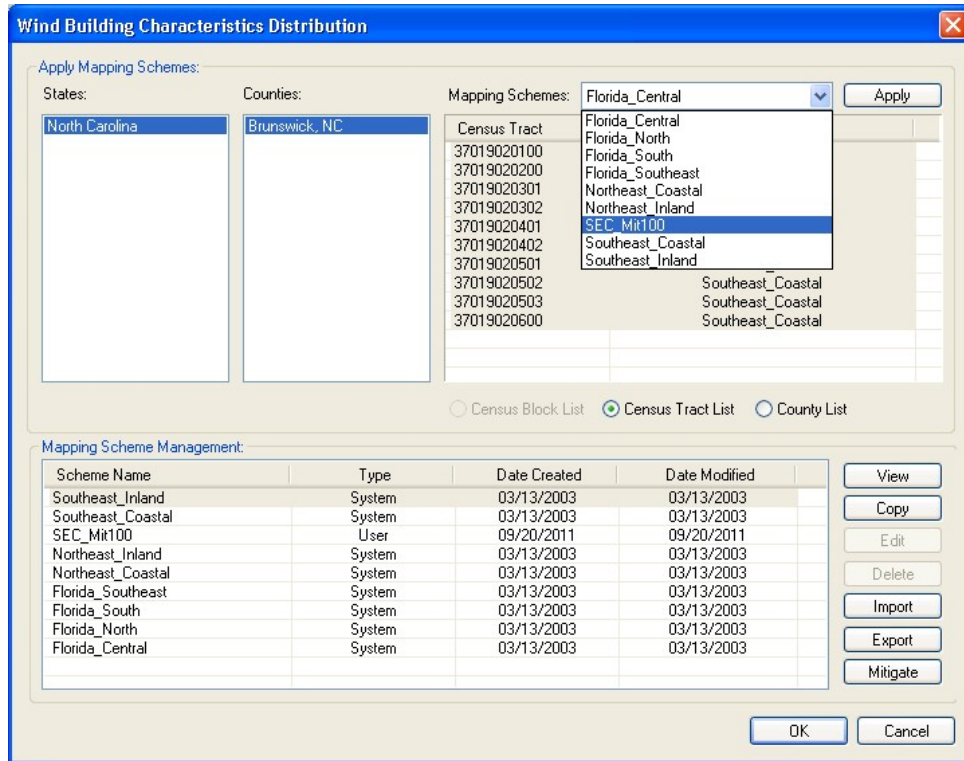 Wind Building Characteristics Distribution
Apply Mapping Schemes:
States:
Counties:
Mapping Schemes:
Florida_Central
Apply
North Carolina
Brunswick, NC
Census Tract
Florida_Central
Florida_North
Florida_South
Florida_Southeast
Northeast_Coastal
Northeast_Inland
SEC_Mit100
Southeast_Coastal
Southeast_Inland
37019020100
37019020200
37019020301
37019020302
37019020401
37019020402
37019020501
37019020502 Southeast_Coastal
37019020503 Southeast_Coastal
37019020600 Southeast_Coastal
Census Block List
Census Tract List
County List
Mapping Scheme Management:
Scheme Name Type Date Created Date Modified
Southeast_Inland System 03/13/2003 03/13/2003
Southeast_Coastal System 03/13/2003 03/13/2003
SEC_Mit100 User 09/20/2011 09/20/2011
Northeast_Inland System 03/13/2003 03/13/2003
Northeast_Coastal System 03/13/2003 03/13/2003
Florida_Southeast System 03/13/2003 03/13/2003
Florida_South System 03/13/2003 03/13/2003
Florida_North System 03/13/2003 03/13/2003
Florida_Central System 03/13/2003 03/13/2003
View
Copy
Edit
Delete
Import
Export
Mitigate
OK
Cancel